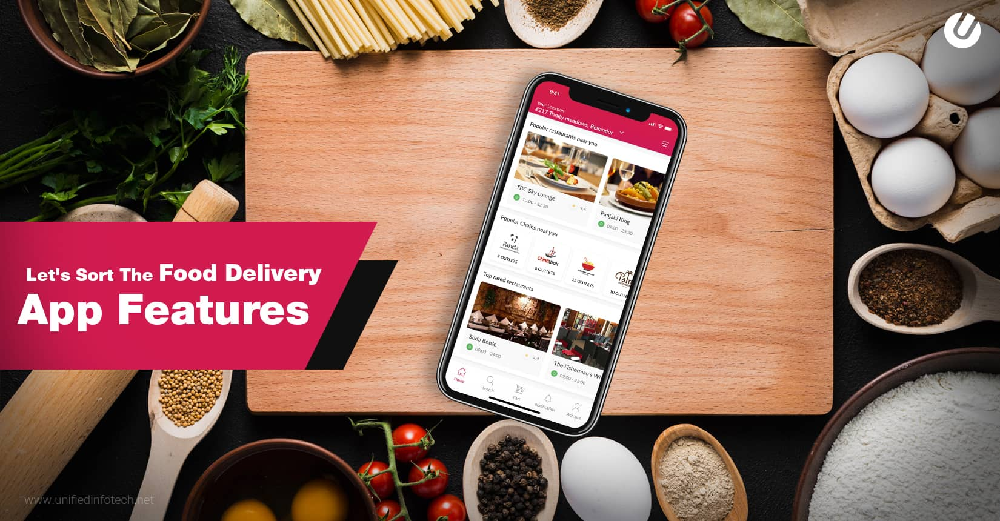 9:41
Your Location
#217 Trinity meadows, Bellandur
Popular restaurants near you
TBC Sky Lounge
10:00 - 22:30
4.4
Panjabi King
09:00 - 23:30
Popular Chains near you
Panda
8 OUTLETS
Chinawok
6 OUTLETS
13 OUTLETS
Palm
10 OUTLE
Let's Sort The Food Delivery
App Features
Top rated restaurants
Soda Bottle
09:00 - 24:00
4.4
The Fisherman's Wh
09:00 - 23:00
Home
Search
Cart
Notification
Account
www.unifiedinfotech.net